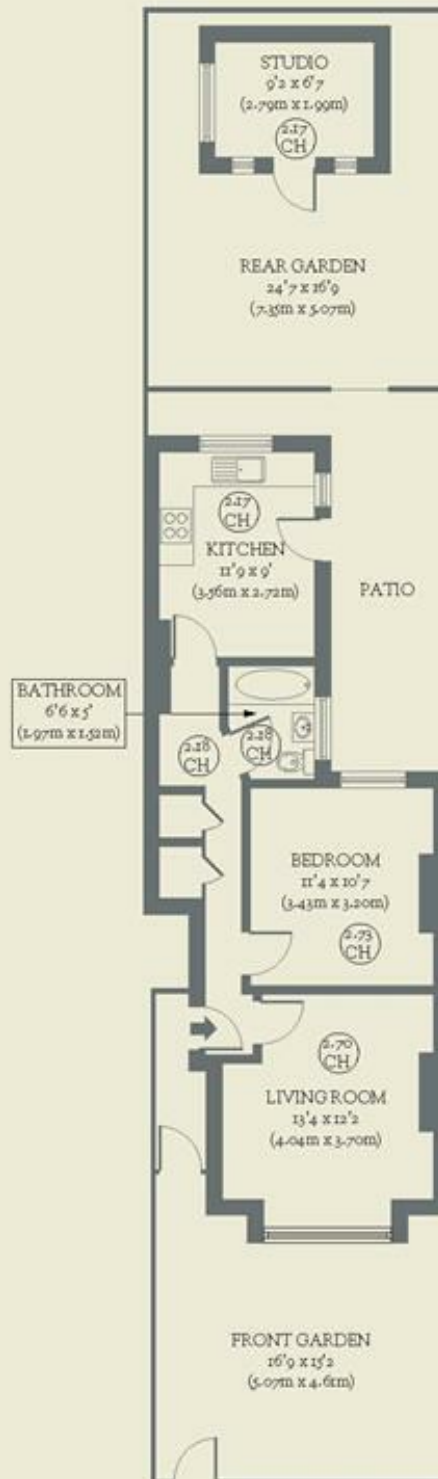 STUDIO
9'2 x 6'7
(2.79m x 1.99m)
2.17
CH
REAR GARDEN
24'7 x 16'9
(7.35m x 5.07m)
2.17
CH
KITCHEN
11'9 x 9'
(3.56m x 2.72m)
PATIO
BATHROOM
6'6 x 5'
(1.97m x 1.52m)
2.18
CH
2.18
CH
BEDROOM
11'4 x 10'7
(3.43m x 3.20m)
2.73
CH
2.70
CH
LIVING ROOM
13'4 x 12'2
(4.04m x 3.70m)
FRONT GARDEN
16'9 x 15'2
(5.07m x 4.61m)